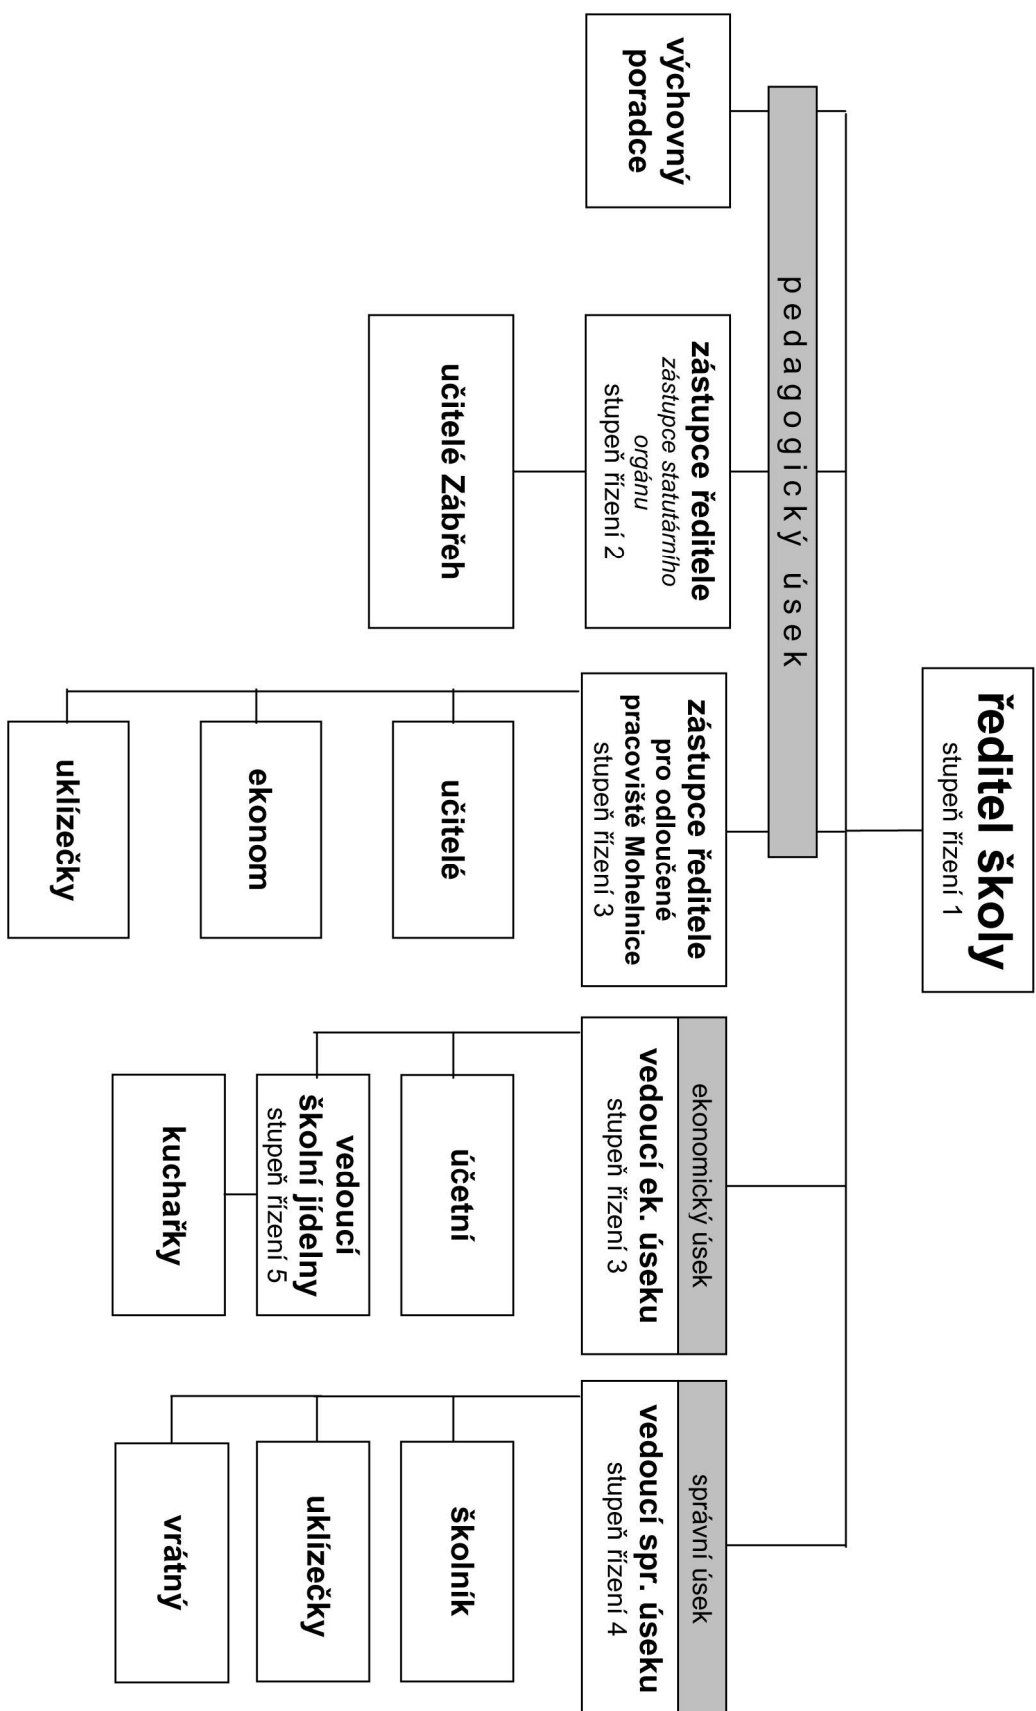 ředitel školy
stupeň řízení 1
pedagogický úsek
výchovný
poradce
zástupce ředitele
zástupce statutárního
orgánu
stupeň řízení 2
učitelé Zábřeh
zástupce ředitele
pro odloučené
pracoviště Mohelnice
stupeň řízení 3
učitelé
ekonom
uklízečky
ekonomický úsek
vedoucí ek. úseku
stupeň řízení 3
účetní
vedoucí
školní jídelny
stupeň řízení 5
kuchařky
správní úsek
vedoucí spr. úseku
stupeň řízení 4
školník
uklízečky
vrátný